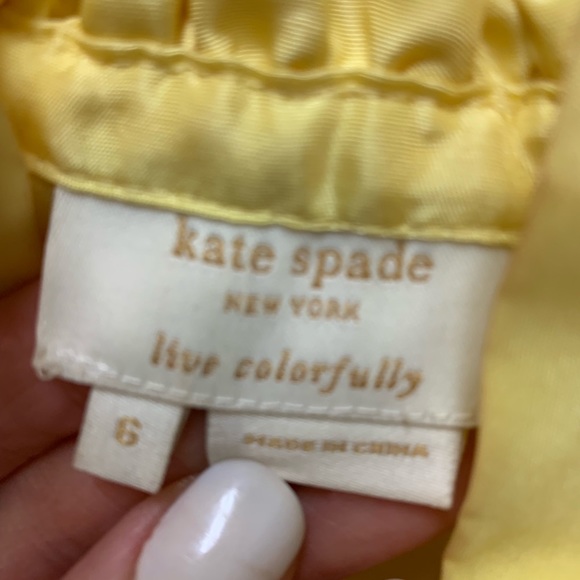 kate spade
NEW YORK
live colorfully
6
MADE IN CHINA